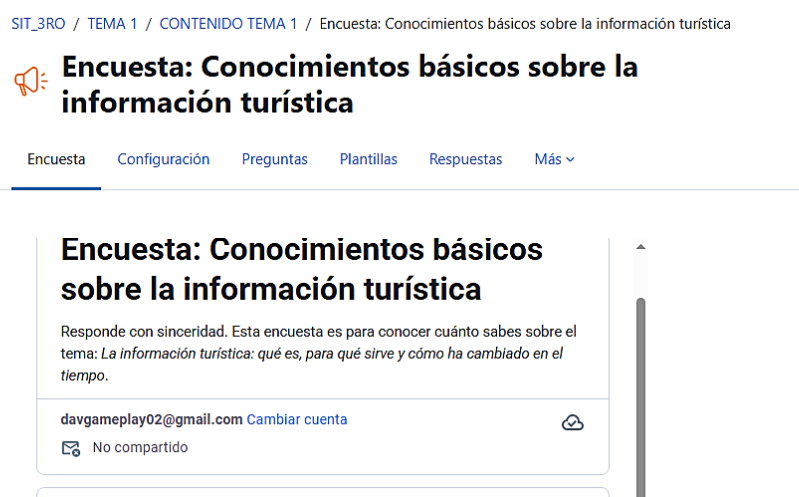 SIT_3RO / TEMA 1 / CONTENIDO TEMA 1 / Encuesta: Conocimientos básicos sobre la información turística
Encuesta: Conocimientos básicos sobre la
información turística
Encuesta Configuración Preguntas Plantillas Respuestas Más
Encuesta: Conocimientos básicos
sobre la información turística
Responde con sinceridad. Esta encuesta es para conocer cuánto sabes sobre el
tema: La información turística: qué es, para qué sirve y cómo ha cambiado en el
tiempo.
davgameplay02@gmail.com Cambiar cuenta
No compartido